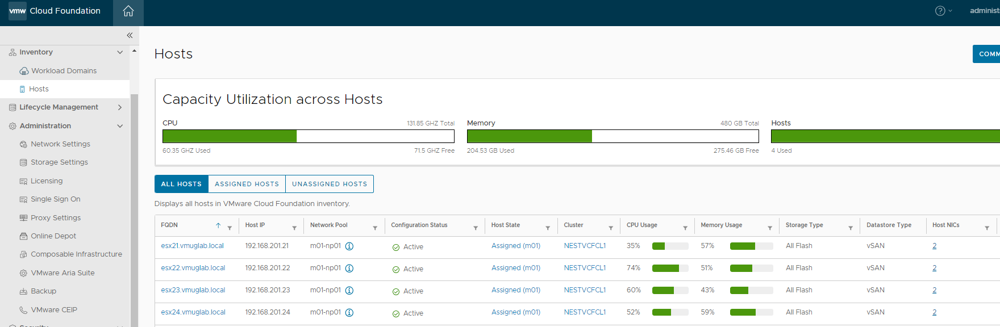 vmw Cloud Foundation
administ
Inventory
Workload Domains
Hosts
Lifecycle Management
Administration
Network Settings
Storage Settings
Licensing
Single Sign On
Proxy Settings
Online Depot
Composable Infrastructure
VMware Aria Suite
Backup
VMware CEIP
Security
Hosts
COMM
Capacity Utilization across Hosts
CPU 131.85 GHZ Total
60.35 GHZ Used 71.5 GHZ Free
Memory 480 GB Total
204.53 GB Used 275.46 GB Free
Hosts
4 Used
ALL HOSTS ASSIGNED HOSTS UNASSIGNED HOSTS
Displays all hosts in VMware Cloud Foundation inventory.
FQDN Host IP Network Pool Configuration Status Host State Cluster CPU Usage Memory Usage Storage Type Datastore Type Host NICs
esx21.vmuglab.local 192.168.201.21 m01-np01 Active Assigned (m01) NESTVCFCL1 35% 57% All Flash vSAN 2
esx22.vmuglab.local 192.168.201.22 m01-np01 Active Assigned (m01) NESTVCFCL1 74% 51% All Flash vSAN 2
esx23.vmuglab.local 192.168.201.23 m01-np01 Active Assigned (m01) NESTVCFCL1 60% 43% All Flash vSAN 2
esx24.vmuglab.local 192.168.201.24 m01-np01 Active Assigned (m01) NESTVCFCL1 52% 59% All Flash vSAN 2